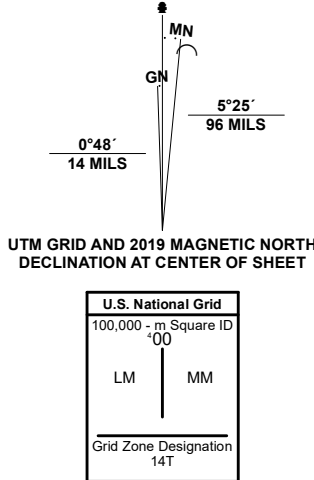 MN
GN
5°25´
96 MILS
0°48´
14 MILS
UTM GRID AND 2019 MAGNETIC NORTH
DECLINATION AT CENTER OF SHEET
U.S. National Grid
100,000 - m Square ID
⁴00
LM MM
Grid Zone Designation
14T